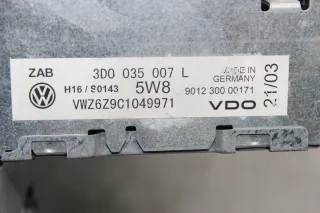 ZAB 3D0 035 007 L MADE IN
GERMANY
H16 / S0143 5W8 9012 300 00171
VWZ6Z9C1049971 VDO
21/03